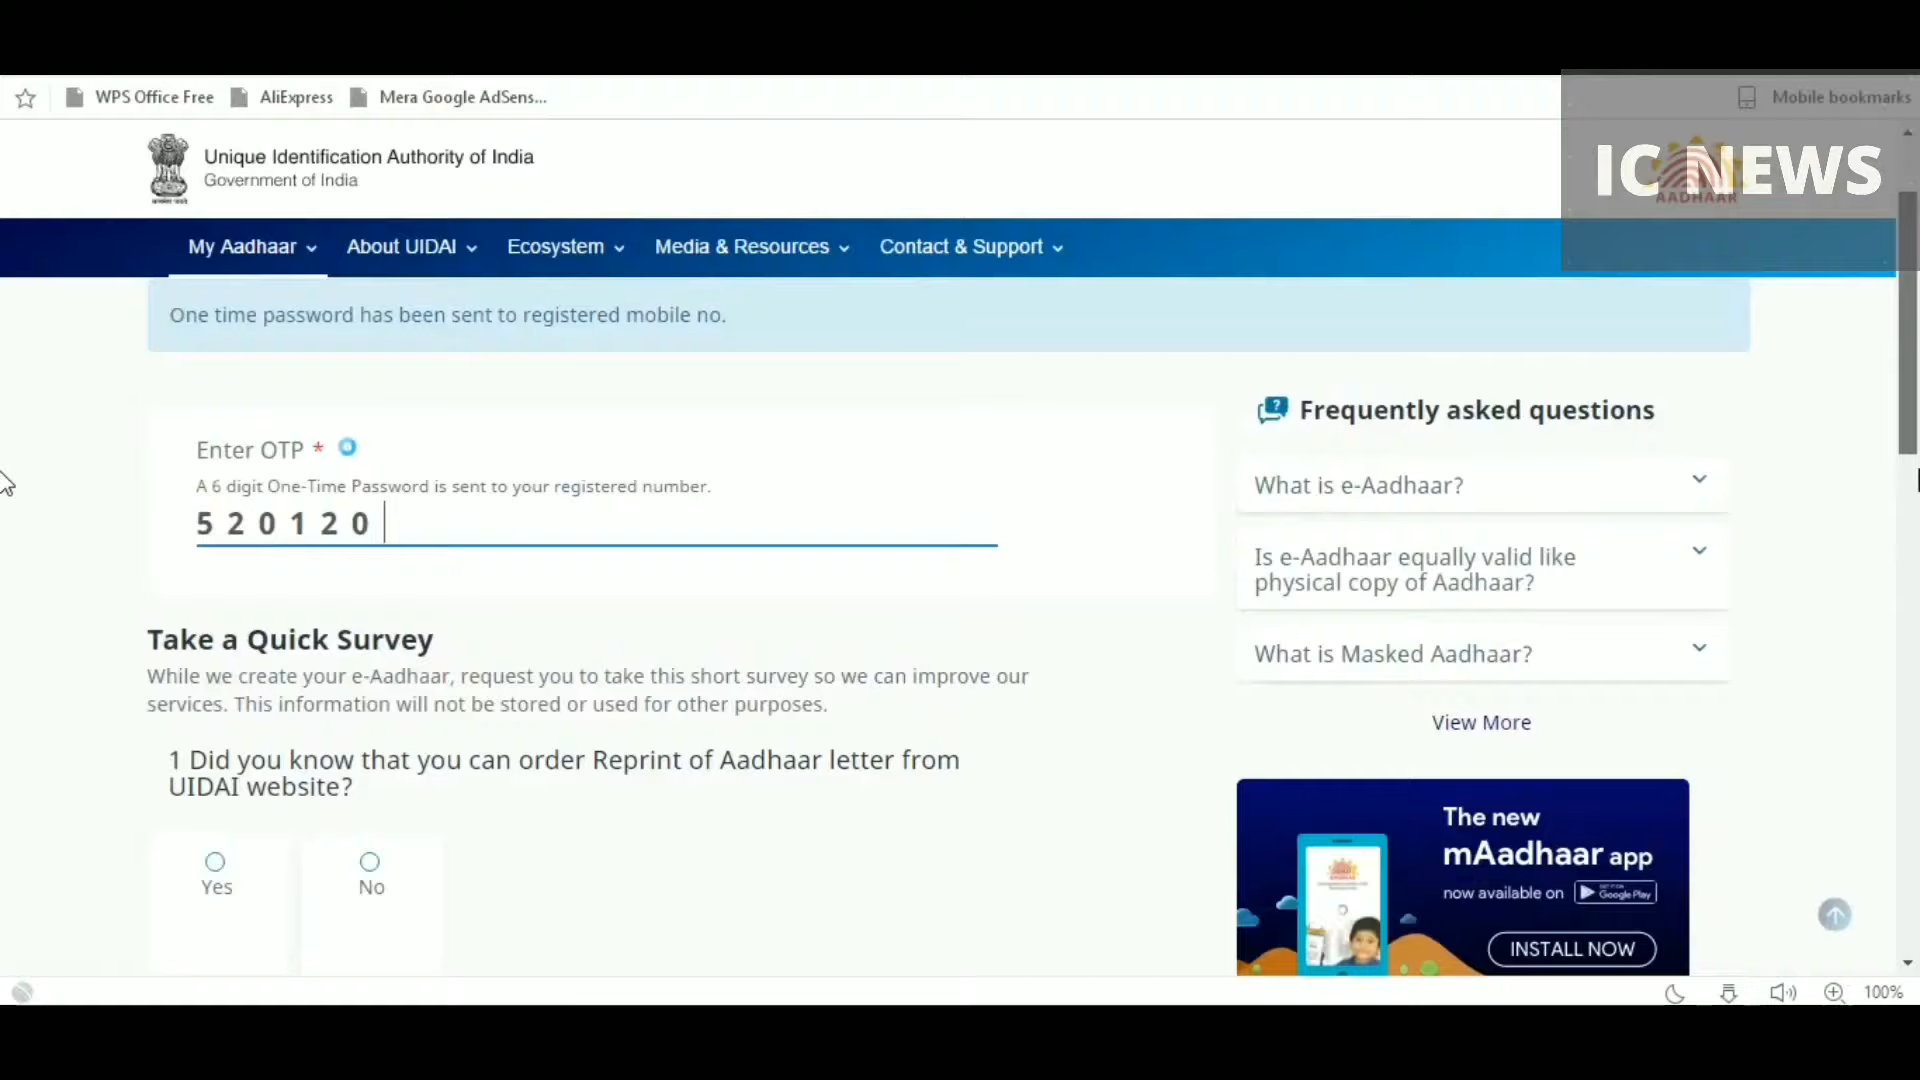 WPS Office Free
AliExpress
Mera Google AdSens...
Mobile bookmarks
Unique Identification Authority of India
Government of India
IC NEWS
AADHAAR
My Aadhaar
About UIDAI
Ecosystem
Media & Resources
Contact & Support
One time password has been sent to registered mobile no.
Enter OTP *
A 6 digit One-Time Password is sent to your registered number.
5 2 0 1 2 0
Take a Quick Survey
While we create your e-Aadhaar, request you to take this short survey so we can improve our
services. This information will not be stored or used for other purposes.
1 Did you know that you can order Reprint of Aadhaar letter from
UIDAI website?
Yes
No
Frequently asked questions
What is e-Aadhaar?
Is e-Aadhaar equally valid like
physical copy of Aadhaar?
What is Masked Aadhaar?
View More
The new
mAadhaar app
now available on
Google Play
INSTALL NOW
100%